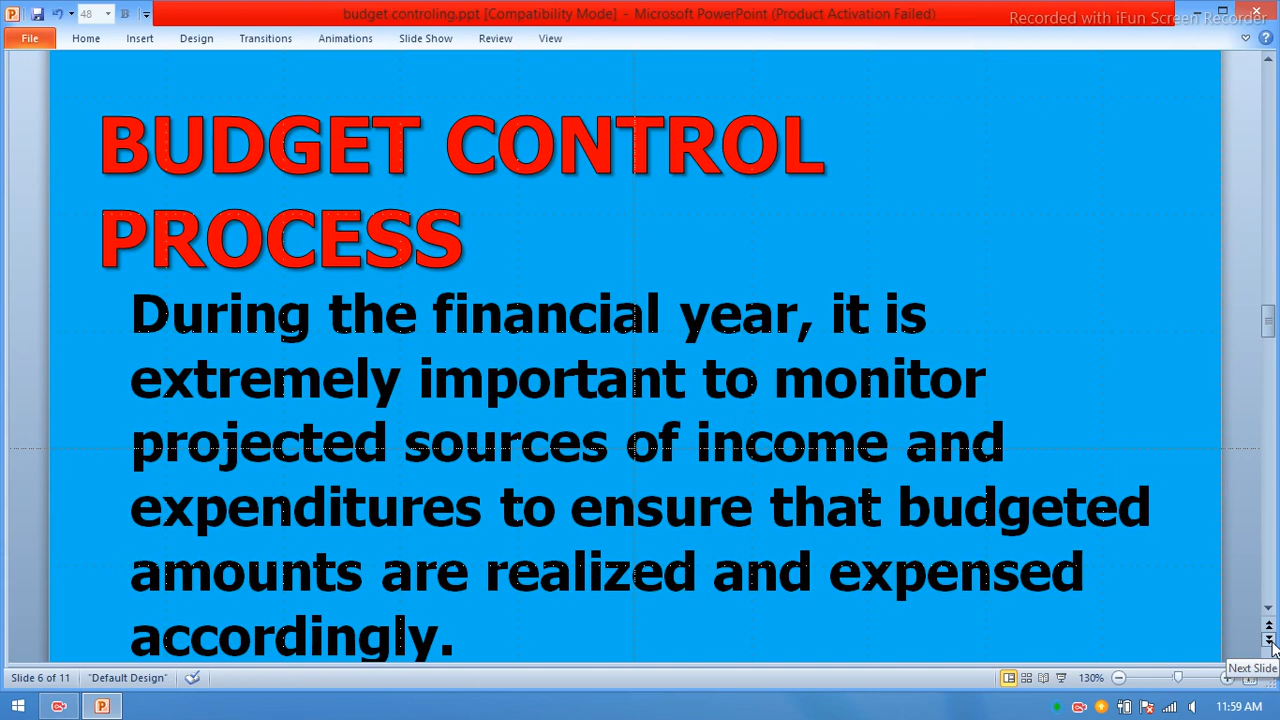 48
budget controling.ppt [Compatibility Mode] - Microsoft PowerPoint (Product Activation Failed)
Recorded with iFun Screen Recorder
File Home Insert Design Transitions Animations Slide Show Review View
BUDGET CONTROL
PROCESS
During the financial year, it is
extremely important to monitor
projected sources of income and
expenditures to ensure that budgeted
amounts are realized and expensed
accordingly.
Next Slide
Slide 6 of 11 "Default Design" 130%
11:59 AM